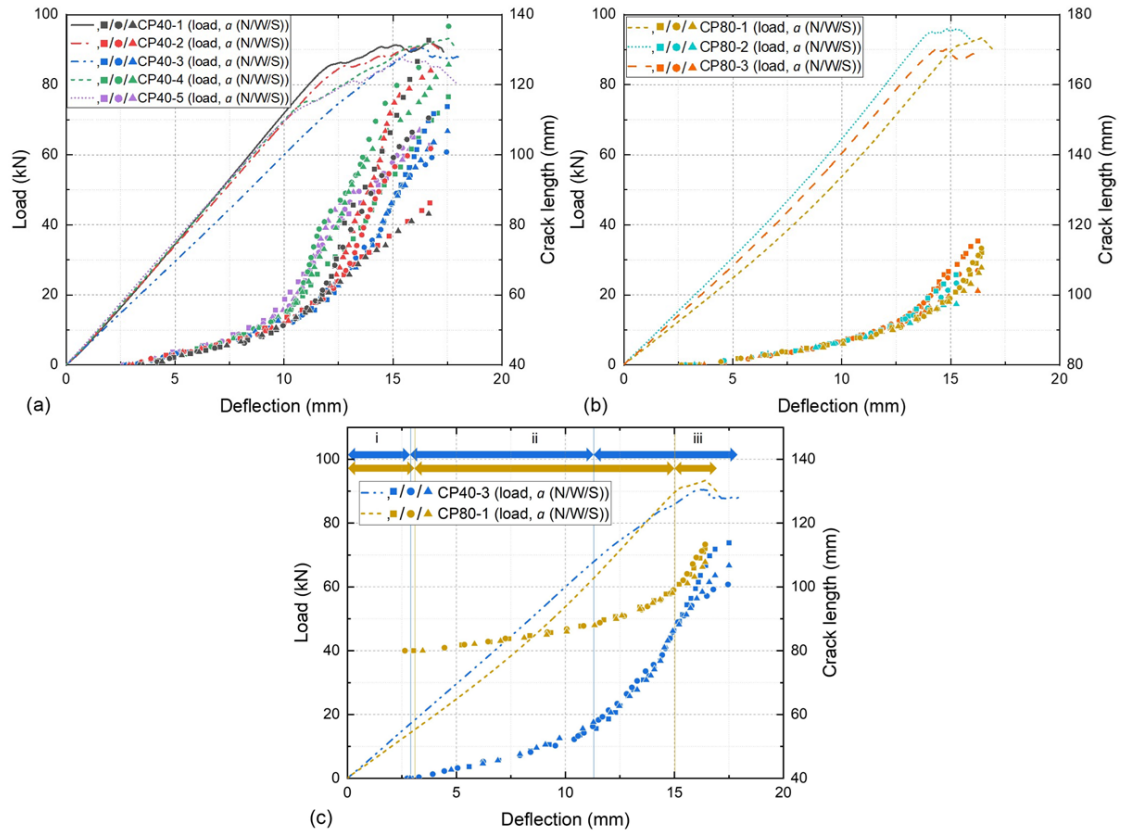 100
80
60
40
20
0
Load (kN)
,■/●/▲CP40-1 (load, a (N/W/S))
,■/●/▲CP40-2 (load, a (N/W/S))
,■/●/▲CP40-3 (load, a (N/W/S))
,■/●/▲CP40-4 (load, a (N/W/S))
,■/●/▲CP40-5 (load, a (N/W/S))
140
120
100
80
60
40
Crack length (mm)
0 5 10 15 20
(a) Deflection (mm)
100
80
60
40
20
0
Load (kN)
,■/●/▲CP80-1 (load, a (N/W/S))
,■/●/▲CP80-2 (load, a (N/W/S))
,■/●/▲CP80-3 (load, a (N/W/S))
180
160
140
120
100
80
Crack length (mm)
0 5 10 15 20
(b) Deflection (mm)
i ii iii
100
80
60
40
20
0
Load (kN)
,■/●/▲ CP40-3 (load, a (N/W/S))
,■/●/▲ CP80-1 (load, a (N/W/S))
140
120
100
80
60
40
Crack length (mm)
0 5 10 15 20
(c) Deflection (mm)